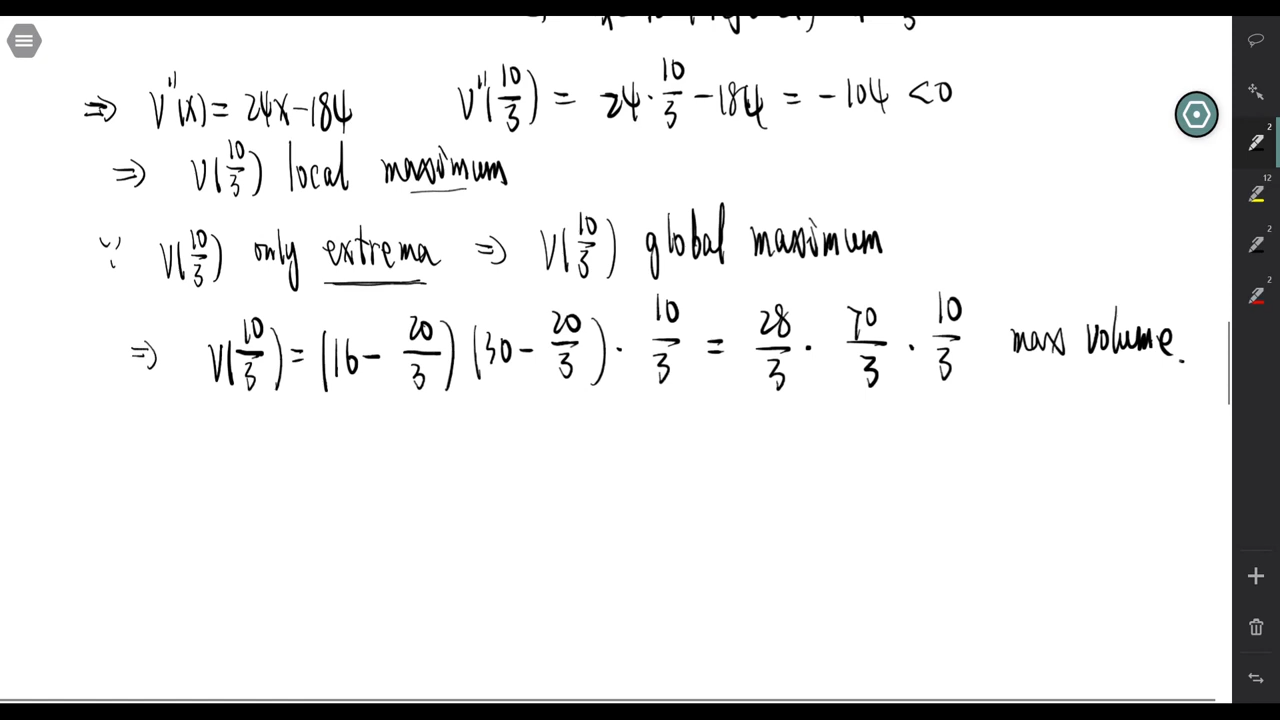 ⇒ V''(x) = 24x - 184 V''(10/3) = 24 · 10/3 - 184 = -104 < 0
⇒ V(10/3) local maximum
∵ V(10/3) only extrema ⇒ V(10/3) global maximum
⇒ V(10/3) = (16 - 20/3)(30 - 20/3) · 10/3 = 28/3 · 70/3 · 10/3 max volume.